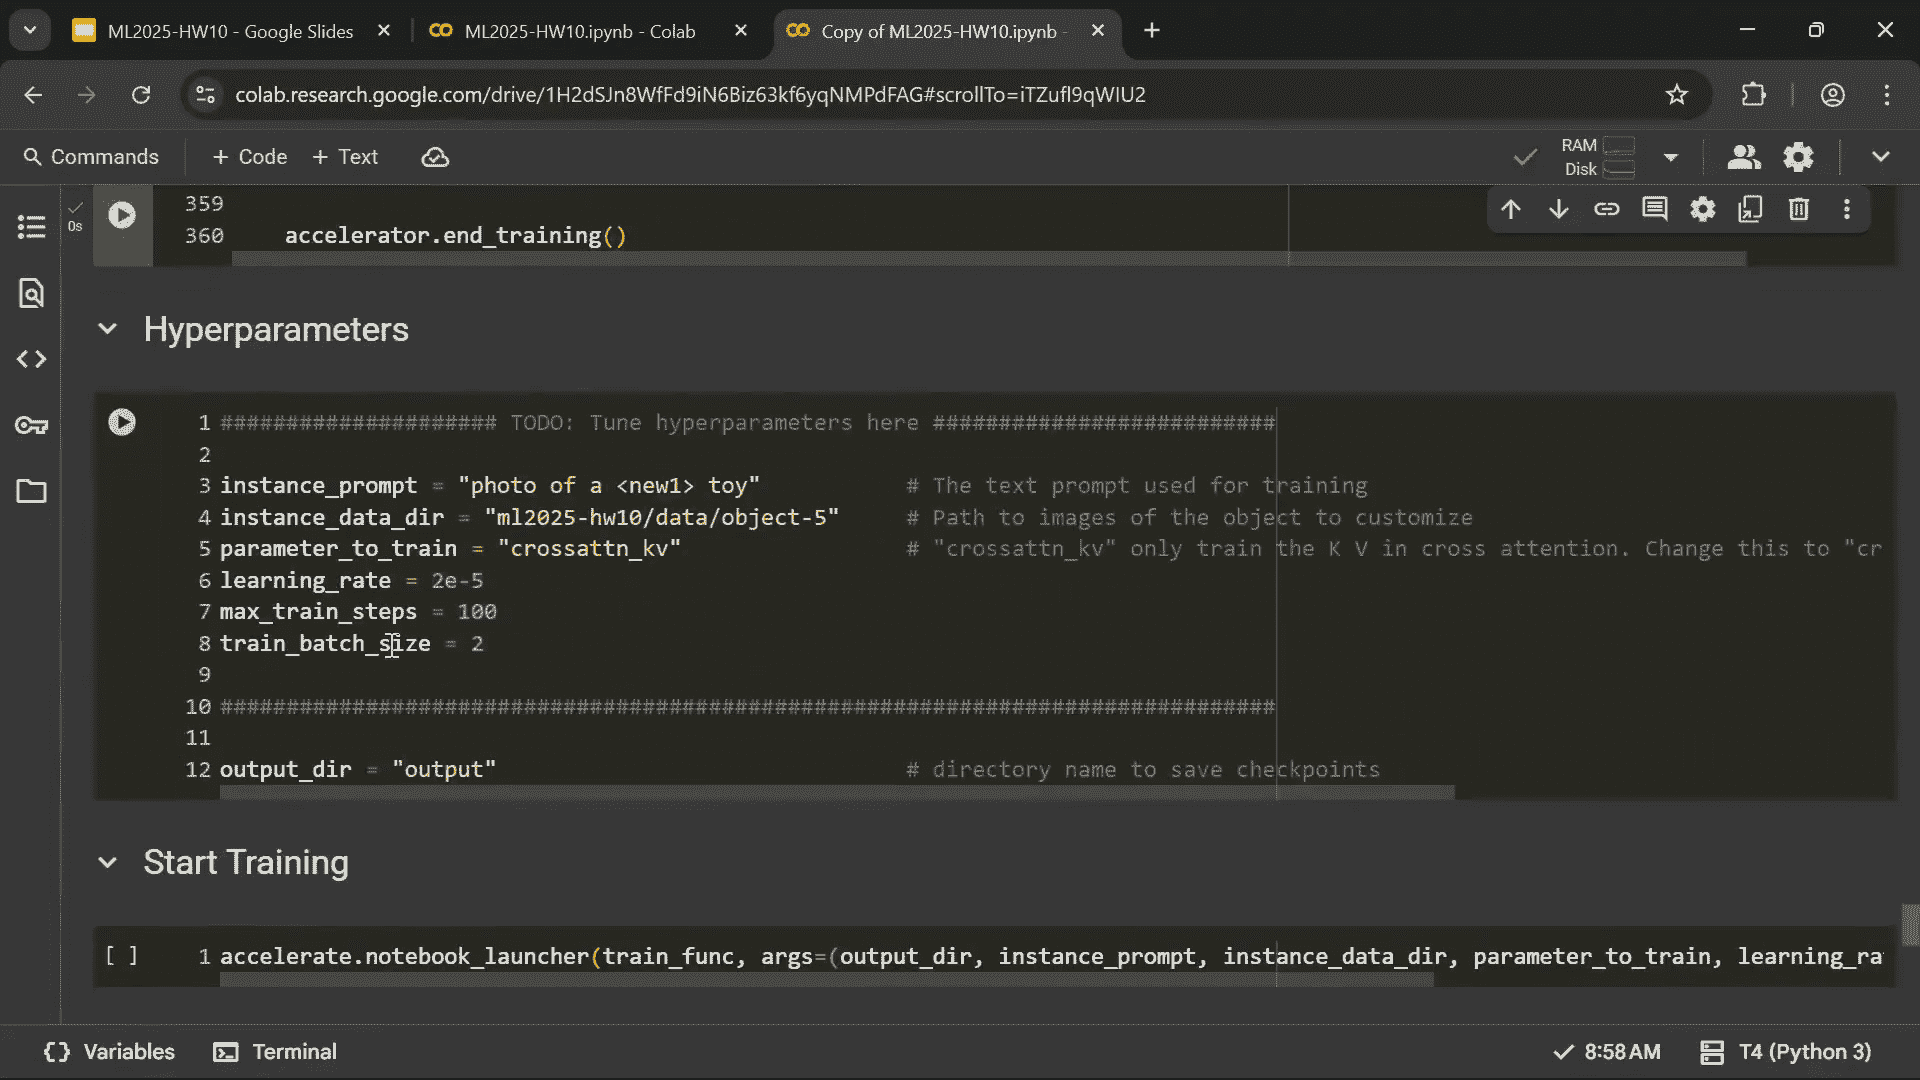 ML2025-HW10 - Google Slides
ML2025-HW10.ipynb - Colab
Copy of ML2025-HW10.ipynb -
colab.research.google.com/drive/1H2dSJn8WfFd9iN6Biz63kf6yqNMPdFAG#scrollTo=iTZufl9qWIU2
Commands + Code + Text RAM
Disk
0s
359
360 accelerator.end_training()
Hyperparameters
1 ##################### TODO: Tune hyperparameters here ##########################
2
3 instance_prompt = "photo of a <new1> toy" # The text prompt used for training
4 instance_data_dir = "ml2025-hw10/data/object-5" # Path to images of the object to customize
5 parameter_to_train = "crossattn_kv" # "crossattn_kv" only train the K V in cross attention. Change this to "cr
6 learning_rate = 2e-5
7 max_train_steps = 100
8 train_batch_size = 2
9
10 ################################################################################
11
12 output_dir = "output" # directory name to save checkpoints
Start Training
[ ] 1 accelerate.notebook_launcher(train_func, args=(output_dir, instance_prompt, instance_data_dir, parameter_to_train, learning_ra
Variables Terminal 8:58 AM T4 (Python 3)